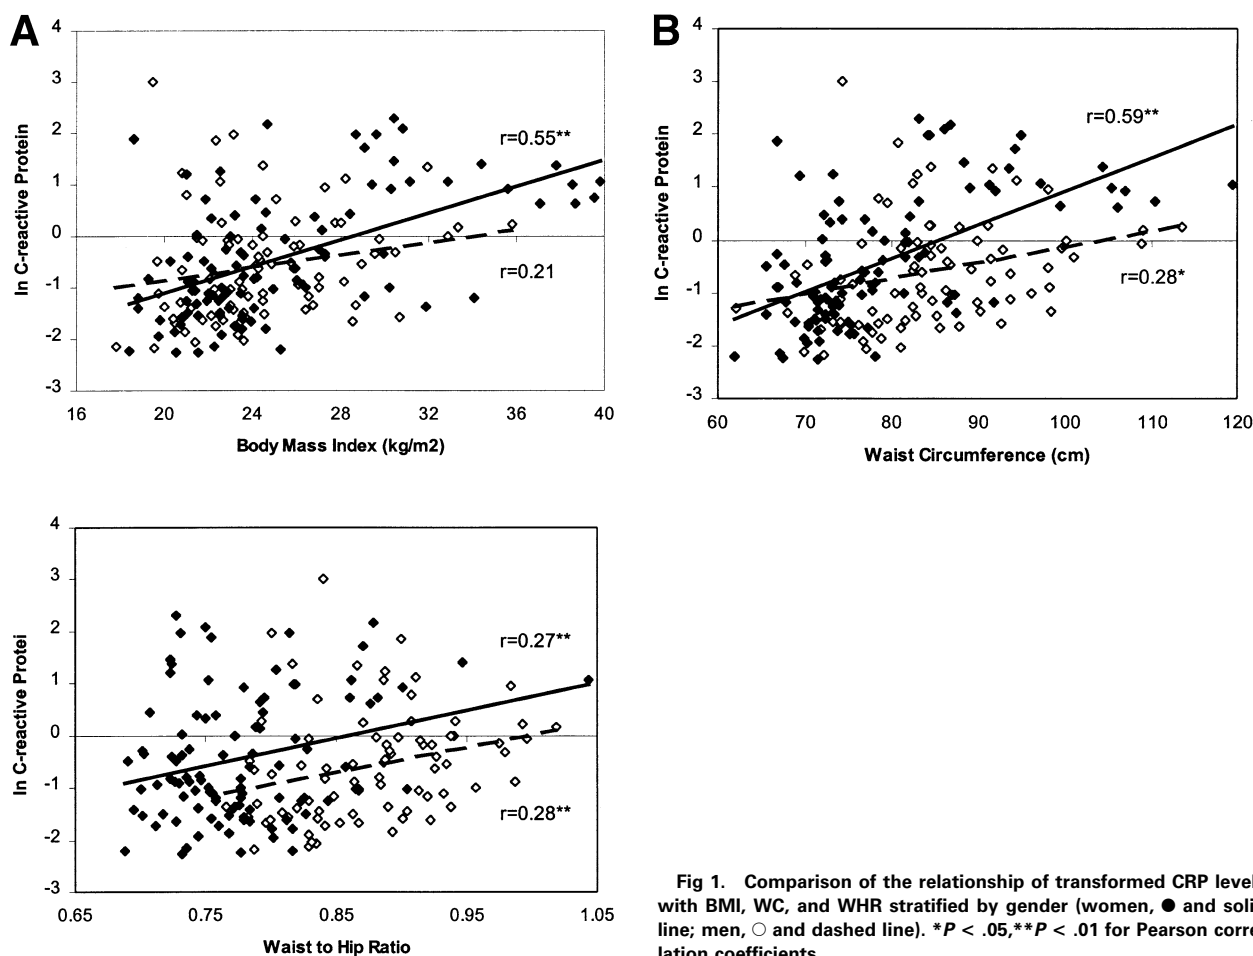 A
4
3
2
1
0
-1
-2
-3
ln C-reactive Protein
r=0.55**
r=0.21
16 20 24 28 32 36 40
Body Mass Index (kg/m2)
B
4
3
2
1
0
-1
-2
-3
ln C-reactive Protein
r=0.59**
r=0.28*
60 70 80 90 100 110 120
Waist Circumference (cm)
4
3
2
1
0
-1
-2
-3
ln C-reactive Protei
r=0.27**
r=0.28**
0.65 0.75 0.85 0.95 1.05
Waist to Hip Ratio
Fig 1. Comparison of the relationship of transformed CRP level
with BMI, WC, and WHR stratified by gender (women, ● and soli
line; men, ○ and dashed line). *P < .05,**P < .01 for Pearson corre
lation coefficients